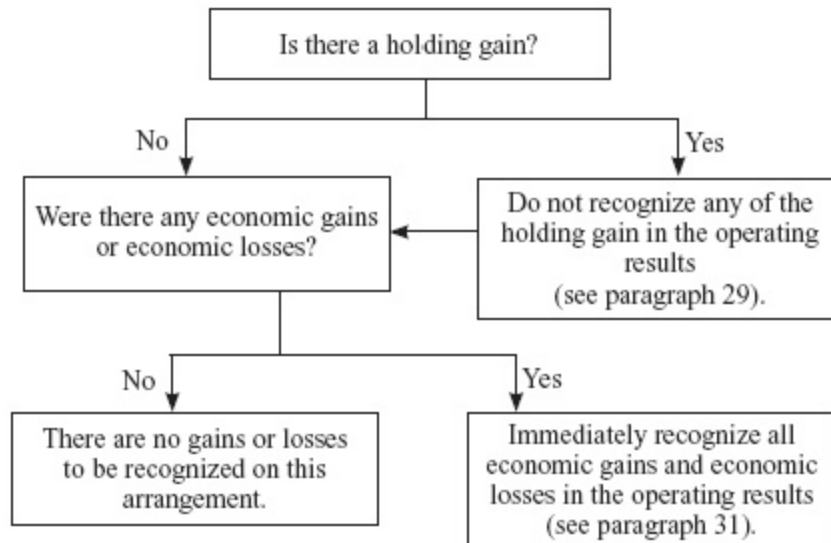 Is there a holding gain?
No
Yes
Were there any economic gains
or economic losses?
Do not recognize any of the
holding gain in the operating
results
(see paragraph 29).
No
Yes
There are no gains or losses
to be recognized on this
arrangement.
Immediately recognize all
economic gains and economic
losses in the operating results
(see paragraph 31).